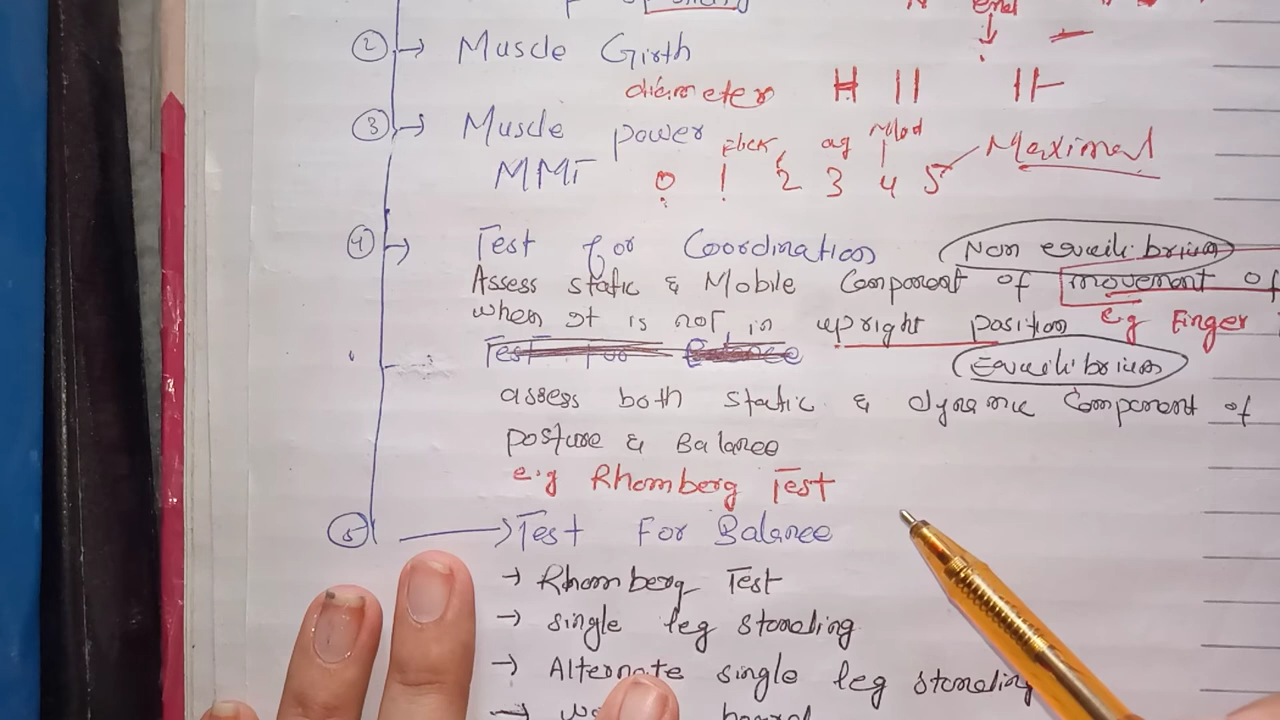 ② → Muscle Girth
diameter
③ → Muscle power
MMT 0 1 2 3 4 5 Maximal
④ → Test for Coordination Non equilibrium
Assess static & Mobile Component of movement of
when It is not in upright position e.g Finger
Test For Balance Equilibrium
assess both static & dynamic Component of
posture & Balance
e.g Rhomberg Test
⑤ → Test For Balance
→ Rhomberg Test
→ single leg standing
→ Alternate single leg standing